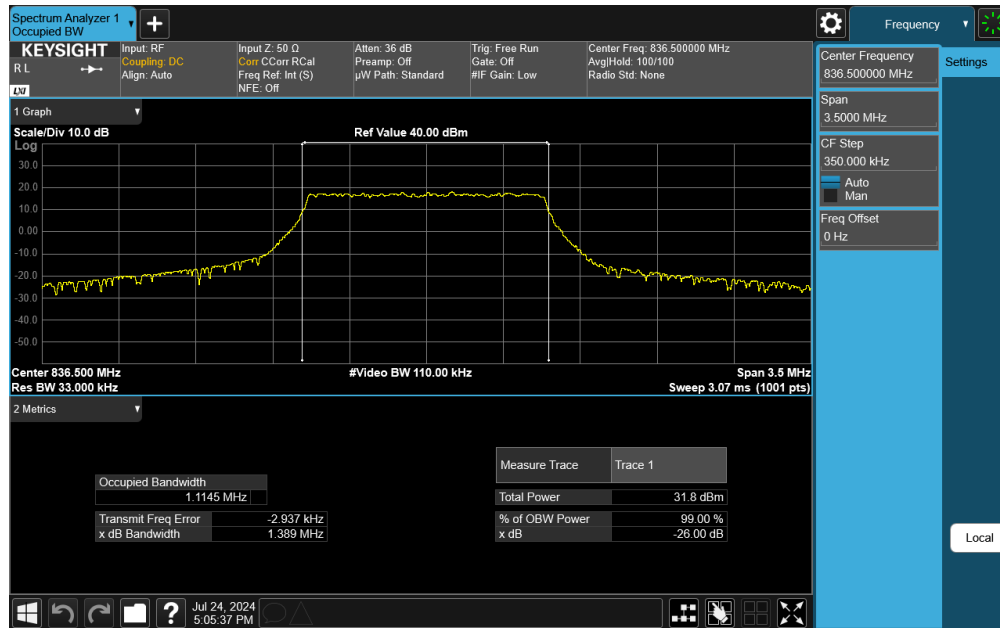 Spectrum Analyzer 1
Occupied BW
Frequency
KEYSIGHT
R L
LXI
Input: RF
Coupling: DC
Align: Auto
Input Z: 50 Ω
Corr CCorr RCal
Freq Ref: Int (S)
NFE: Off
Atten: 36 dB
Preamp: Off
µW Path: Standard
Trig: Free Run
Gate: Off
#IF Gain: Low
Center Freq: 836.500000 MHz
Avg|Hold: 100/100
Radio Std: None
Center Frequency
836.500000 MHz
Settings
Span
3.5000 MHz
CF Step
350.000 kHz
Auto
Man
Freq Offset
0 Hz
1 Graph
Scale/Div 10.0 dB
Ref Value 40.00 dBm
Log
30.0
20.0
10.0
0.00
-10.0
-20.0
-30.0
-40.0
-50.0
Center 836.500 MHz
#Video BW 110.00 kHz
Span 3.5 MHz
Res BW 33.000 kHz
Sweep 3.07 ms (1001 pts)
2 Metrics
Measure Trace
Trace 1
Occupied Bandwidth
1.1145 MHz
Total Power
31.8 dBm
Transmit Freq Error
-2.937 kHz
% of OBW Power
99.00 %
x dB Bandwidth
1.389 MHz
x dB
-26.00 dB
Local
?
Jul 24, 2024
5:05:37 PM